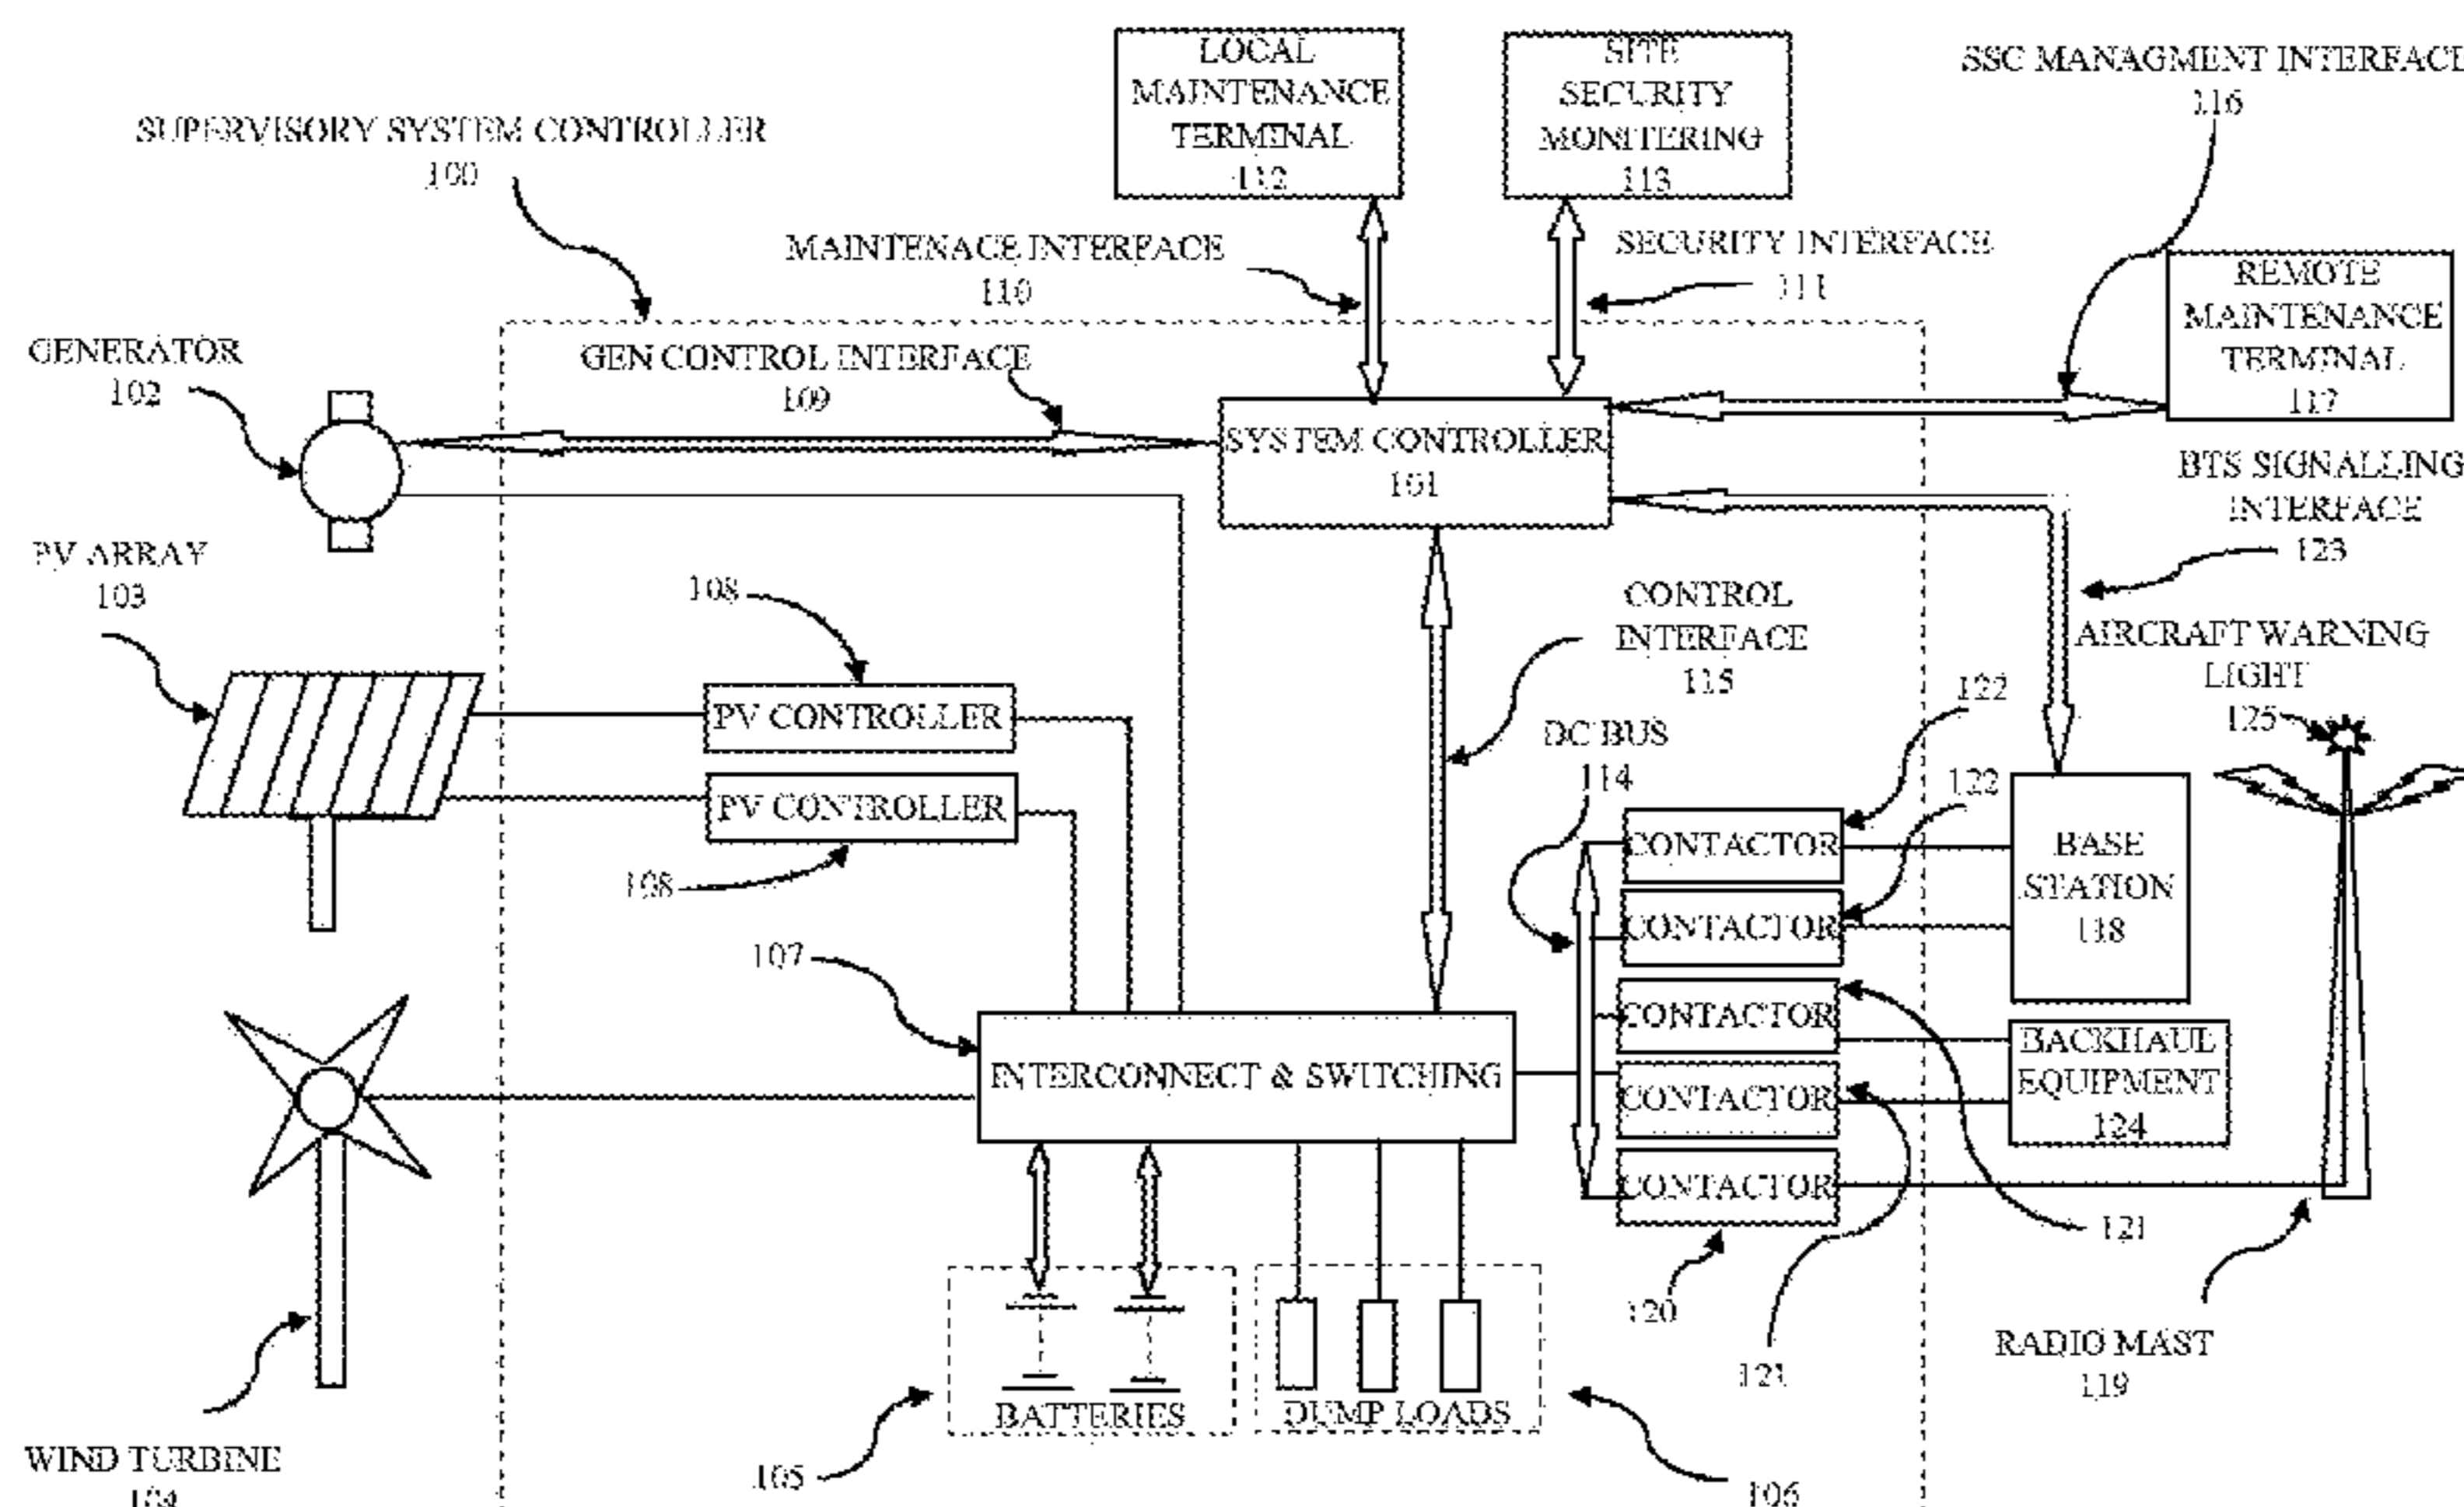 LOCAL
MAINTENANCE
TERMINAL
112
SITE
SECURITY
MONITERING
113
SSC MANAGMENT INTERFACE
116
SUPERVISORY SYSTEM CONTROLLER
100
MAINTENACE INTERFACE
110
SECURITY INTERFACE
111
REMOTE
MAINTENANCE
TERMINAL
117
GENERATOR
102
GEN CONTROL INTERFACE
109
SYSTEM CONTROLLER
101
BTS SIGNALLING
INTERFACE
123
PV ARRAY
103
108
PV CONTROLLER
PV CONTROLLER
108
CONTROL
INTERFACE
115
AIRCRAFT WARNING
LIGHT
125
122
DC BUS
114
122
CONTACTOR
CONTACTOR
CONTACTOR
CONTACTOR
CONTACTOR
BASE
STATION
118
107
INTERCONNECT & SWITCHING
BACKHAUL
EQUIPMENT
124
121
120
121
RADIO MAST
119
BATTERIES
DUMP LOADS
105
106
WIND TURBINE